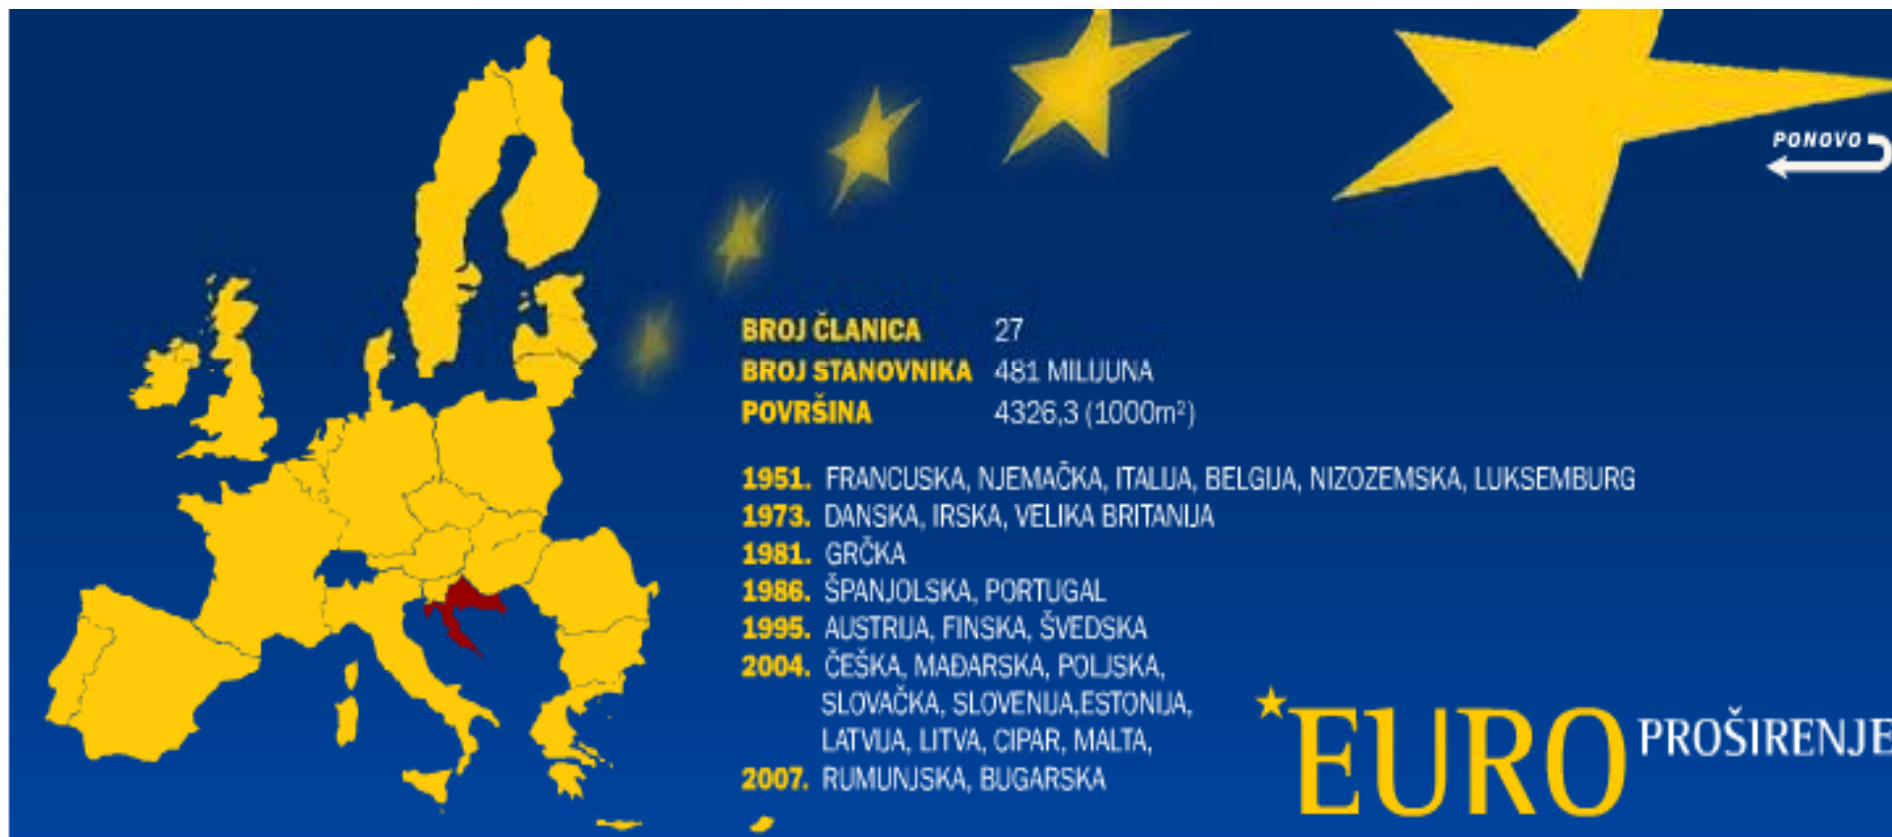 PONOVO
BROJ ČLANICA 27
BROJ STANOVNIKA 481 MILIJUNA
POVRŠINA 4326,3 (1000m²)
1951. FRANCUSKA, NJEMAČKA, ITALIJA, BELGIJA, NIZOZEMSKA, LUKSEMBURG
1973. DANSKA, IRSKA, VELIKA BRITANIJA
1981. GRČKA
1986. ŠPANJOLSKA, PORTUGAL
1995. AUSTRIJA, FINSKA, ŠVEDSKA
2004. ČEŠKA, MAĐARSKA, POLJSKA,
SLOVAČKA, SLOVENIJA,ESTONIJA,
LATVIJA, LITVA, CIPAR, MALTA,
2007. RUMUNJSKA, BUGARSKA
EURO PROŠIRENJE